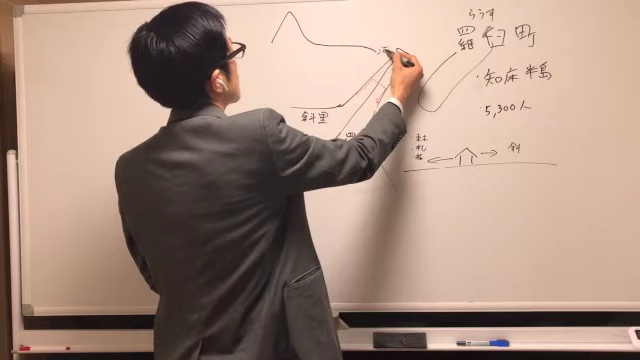 らうす
羅臼町
・知床半島
・5,300人
斜里
斜